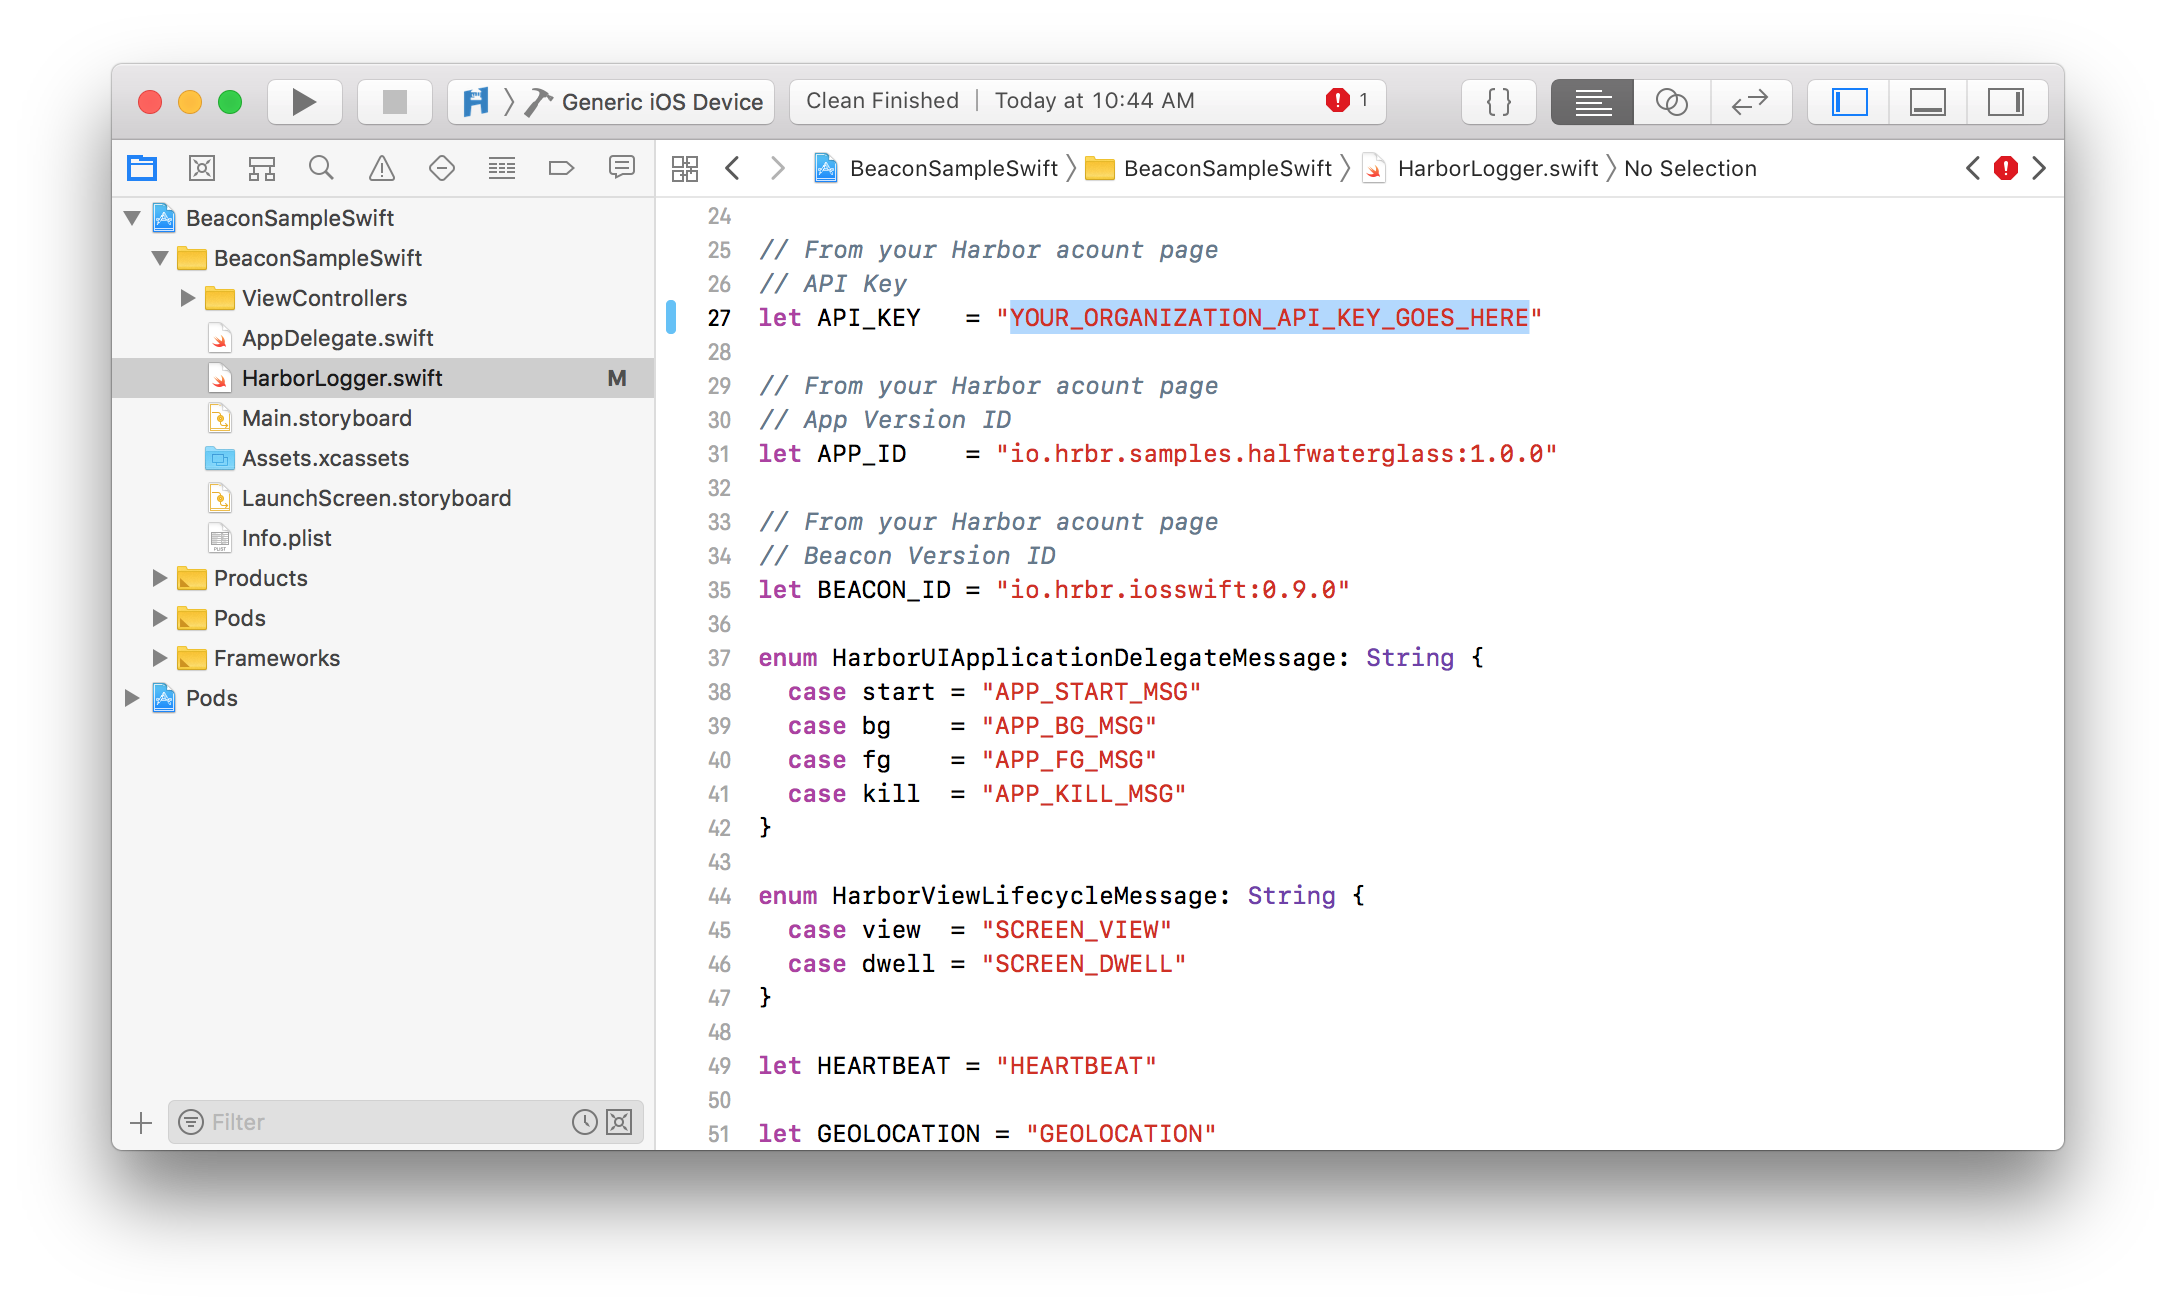 Generic iOS Device
Clean Finished | Today at 10:44 AM
1
{ }
BeaconSampleSwift
BeaconSampleSwift
HarborLogger.swift
No Selection
BeaconSampleSwift
BeaconSampleSwift
ViewControllers
AppDelegate.swift
HarborLogger.swift M
Main.storyboard
Assets.xcassets
LaunchScreen.storyboard
Info.plist
Products
Pods
Frameworks
Pods
Filter
24
25 // From your Harbor acount page
26 // API Key
27 let API_KEY   = "YOUR_ORGANIZATION_API_KEY_GOES_HERE"
28
29 // From your Harbor acount page
30 // App Version ID
31 let APP_ID    = "io.hrbr.samples.halfwaterglass:1.0.0"
32
33 // From your Harbor acount page
34 // Beacon Version ID
35 let BEACON_ID = "io.hrbr.iosswift:0.9.0"
36
37 enum HarborUIApplicationDelegateMessage: String {
38   case start = "APP_START_MSG"
39   case bg    = "APP_BG_MSG"
40   case fg    = "APP_FG_MSG"
41   case kill  = "APP_KILL_MSG"
42 }
43
44 enum HarborViewLifecycleMessage: String {
45   case view  = "SCREEN_VIEW"
46   case dwell = "SCREEN_DWELL"
47 }
48
49 let HEARTBEAT = "HEARTBEAT"
50
51 let GEOLOCATION = "GEOLOCATION"